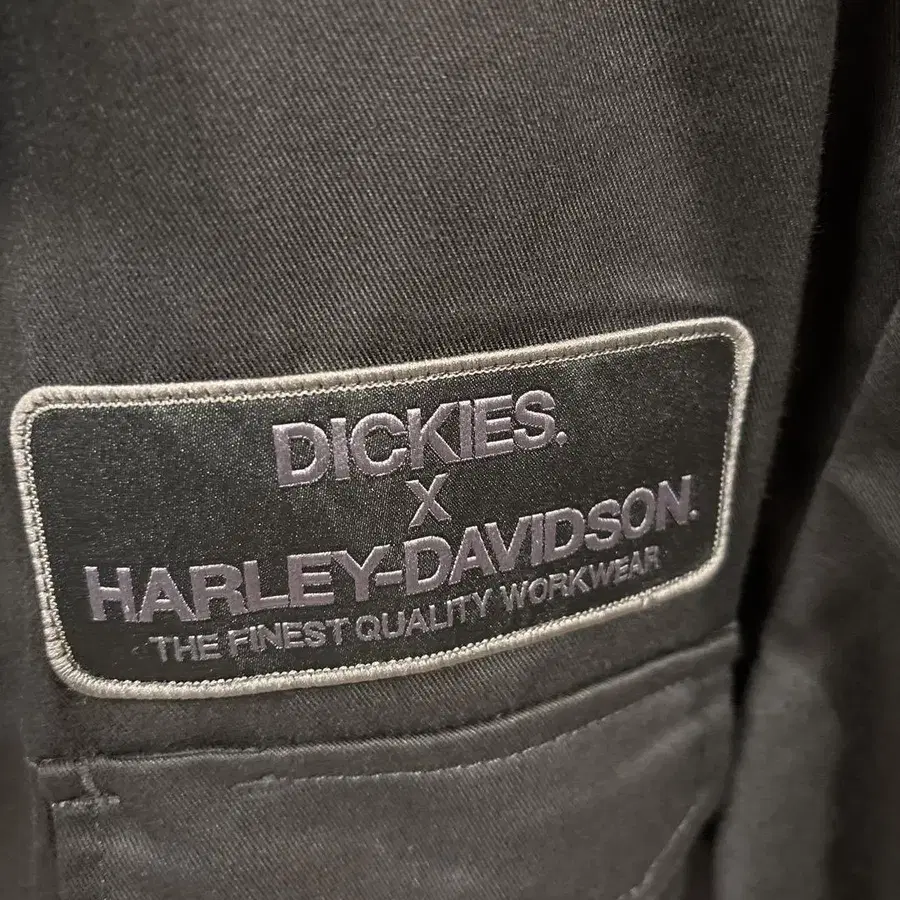 DICKIES.
X
HARLEY-DAVIDSON.
THE FINEST QUALITY WORKWEAR